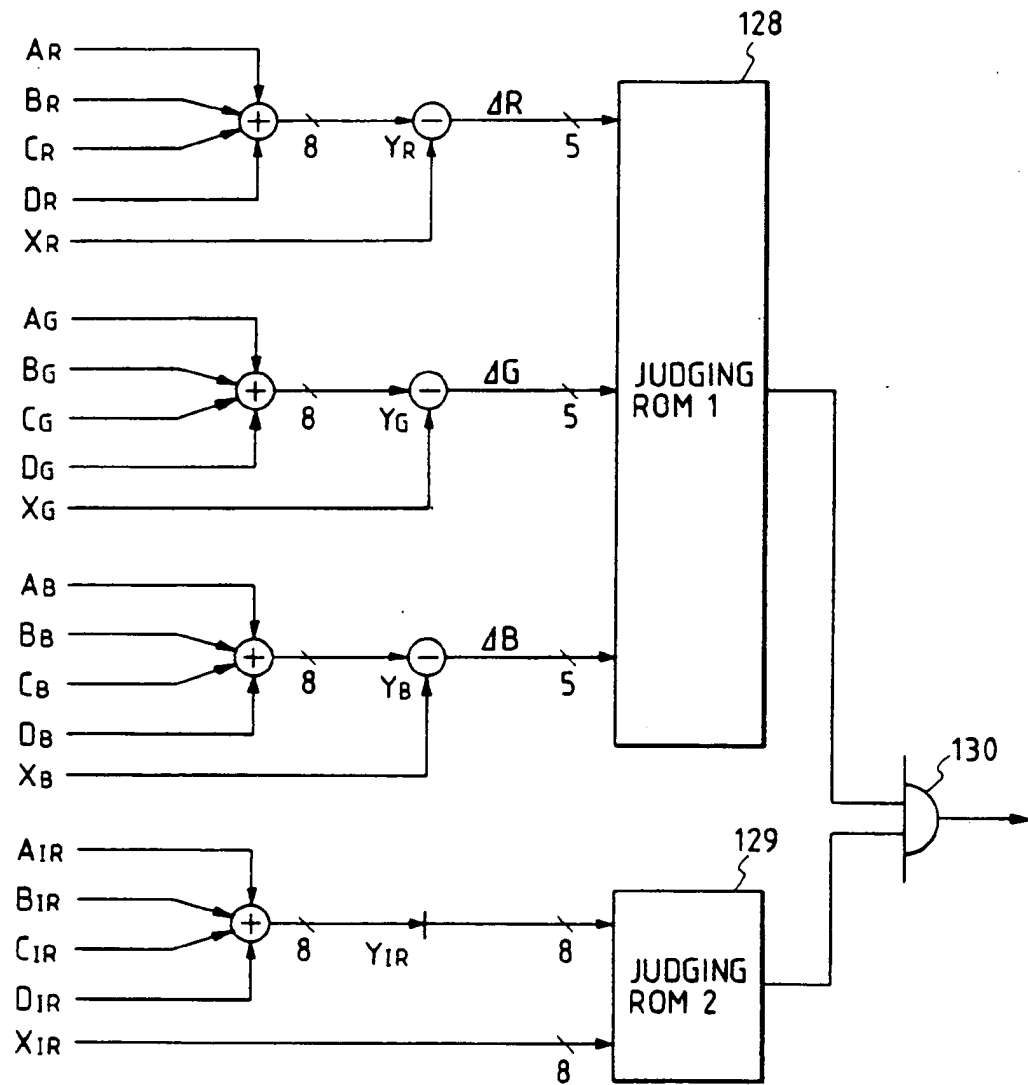 128
AR
BR
CR
DR
XR
+
8
YR
−
ΔR
5
AG
BG
CG
DG
XG
+
8
YG
−
ΔG
5
JUDGING
ROM 1
AB
BB
CB
DB
XB
+
8
YB
−
ΔB
5
130
129
AIR
BIR
CIR
DIR
XIR
+
8
YIR
8
8
JUDGING
ROM 2